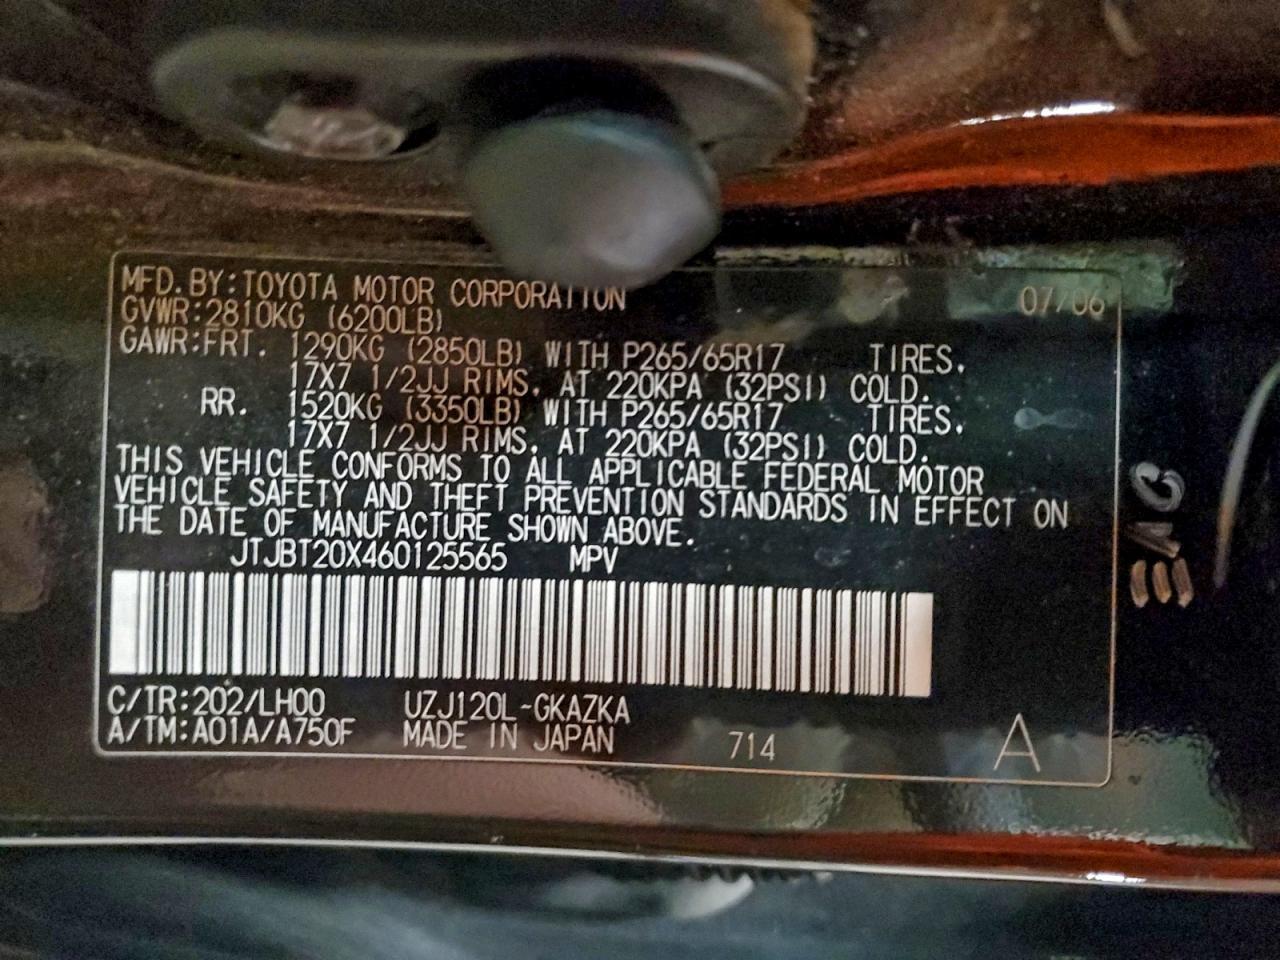 MFD. BY: TOYOTA MOTOR CORPORATION 07/06
GVWR: 2810KG (6200LB)
GAWR: FRT. 1290KG (2850LB) WITH P265/65R17 TIRES,
17X7 1/2JJ RIMS, AT 220KPA (32PSI) COLD.
RR. 1520KG (3350LB) WITH P265/65R17 TIRES,
17X7 1/2JJ RIMS, AT 220KPA (32PSI) COLD.
THIS VEHICLE CONFORMS TO ALL APPLICABLE FEDERAL MOTOR
VEHICLE SAFETY AND THEFT PREVENTION STANDARDS IN EFFECT ON
THE DATE OF MANUFACTURE SHOWN ABOVE.
JTJBT20X460125565 MPV
C/TR: 202/LH00 UZJ120L-GKAZKA
A/TM: A01A/A750F MADE IN JAPAN 714 A